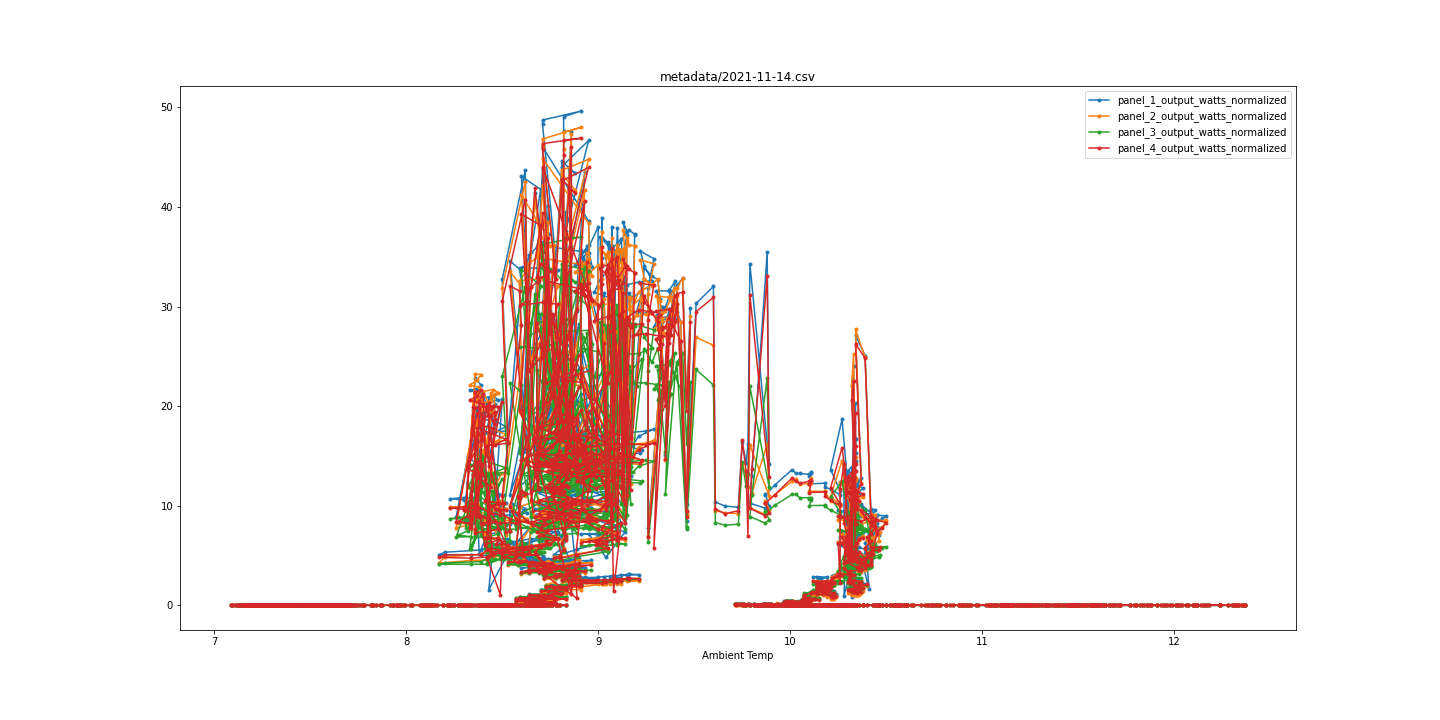 metadata/2021-11-14.csv
panel_1_output_watts_normalized
panel_2_output_watts_normalized
panel_3_output_watts_normalized
panel_4_output_watts_normalized
50
40
30
20
10
0
7 8 9 10 11 12
Ambient Temp